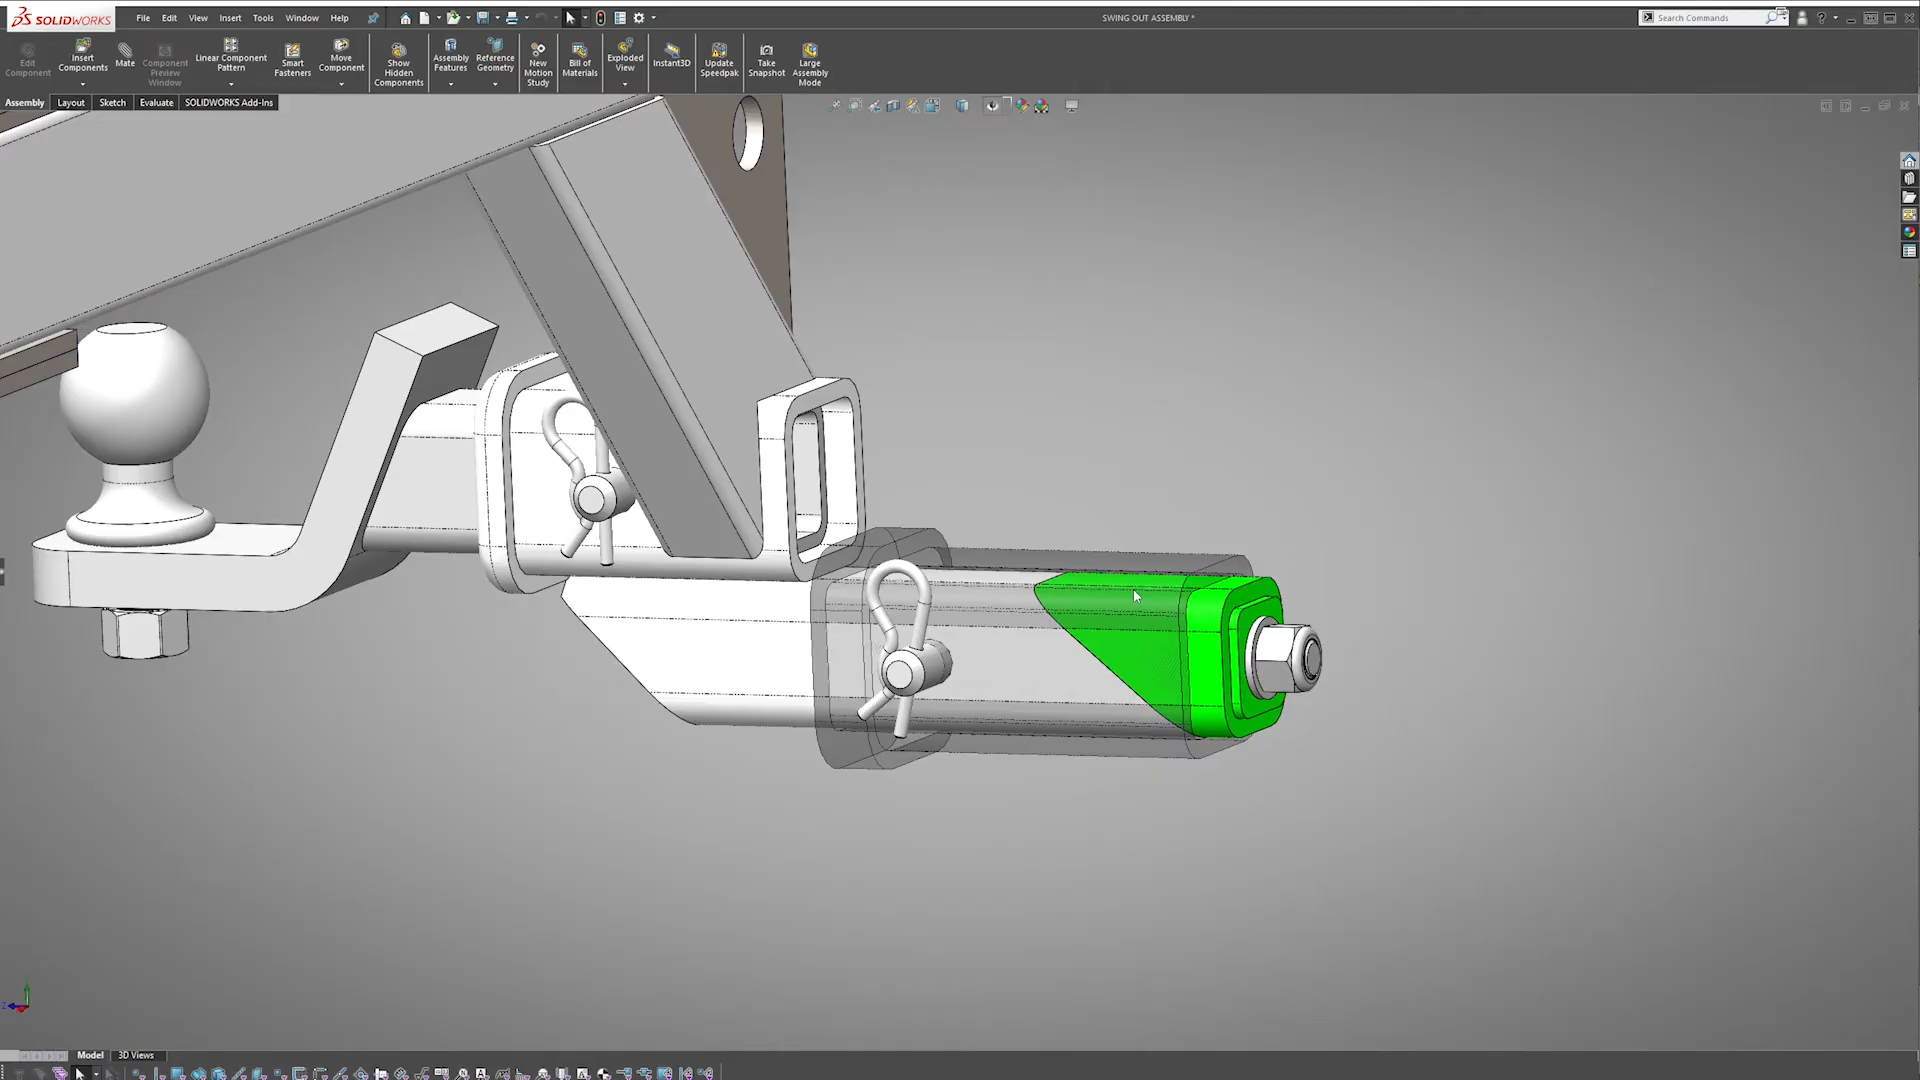 SOLIDWORKS File Edit View Insert Tools Window Help SWING OUT ASSEMBLY * Search Commands
Edit Component
Insert Components
Mate
Component Preview Window
Linear Component Pattern
Smart Fasteners
Move Component
Show Hidden Components
Assembly Features
Reference Geometry
New Motion Study
Bill of Materials
Exploded View
Instant3D
Update Speedpak
Take Snapshot
Large Assembly Mode
Assembly Layout Sketch Evaluate SOLIDWORKS Add-Ins
Model 3D Views